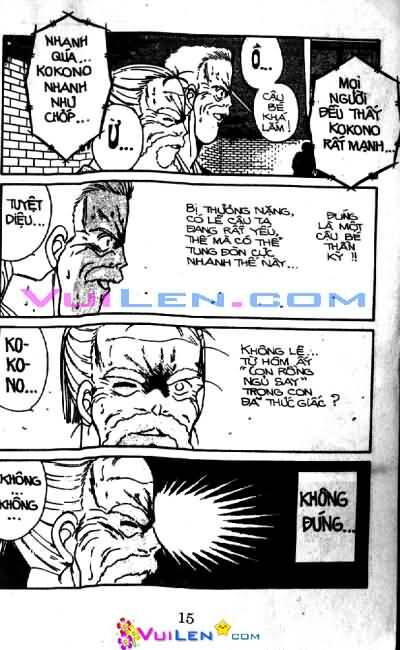 NHANH
QUÁ...
KOKONO
NHANH
NHƯ
CHỚP...
Ừ...
Ồ...
CẬU
BÉ
KHÁ
LẮM!
MỌI
NGƯỜI
ĐỀU THẤY
KOKONO
RẤT MẠNH...
TUYỆT
DIỆU...
BỊ THƯƠNG NẶNG,
CÓ LẼ CẬU TA
ĐANG RẤT YẾU,
THẾ MÀ CÓ THỂ
TUNG ĐÒN CỰC
NHANH THẾ NÀY...
ĐÚNG
LÀ MỘT
CẬU BÉ
THẦN
KỲ!!
VUILEN.COM
KO-
KO-
NO...
KHÔNG LẼ...
TỪ HÔM ẤY
"CON RỒNG
NGỦ SAY"
TRONG CON
ĐÃ THỨC GIẤC?
KHÔNG
... 
KHÔNG
...
KHÔNG
ĐÚNG...
15
VUILEN
.COM